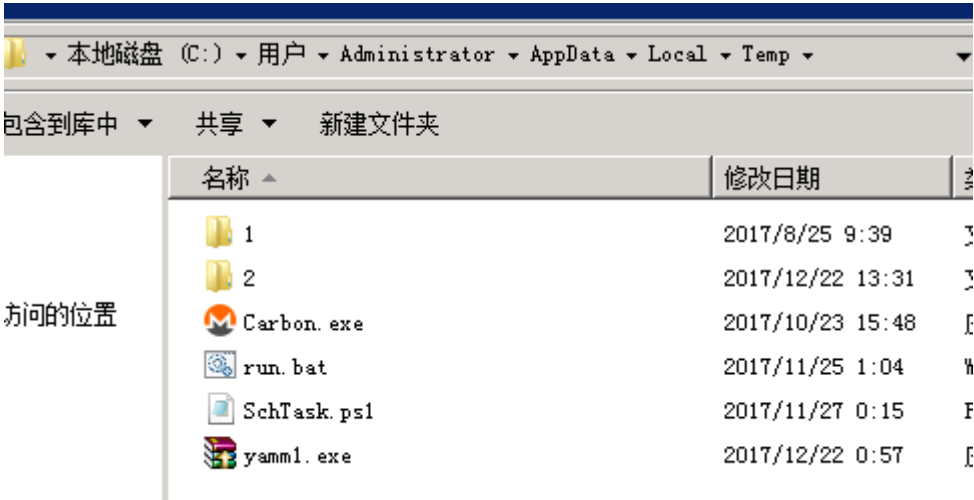 本地磁盘 (C:) 用户 Administrator AppData Local Temp
包含到库中 共享 新建文件夹
名称 修改日期
1 2017/8/25 9:39
2 2017/12/22 13:31
访问的位置
Carbon.exe 2017/10/23 15:48
run.bat 2017/11/25 1:04
SchTask.ps1 2017/11/27 0:15
yamm1.exe 2017/12/22 0:57